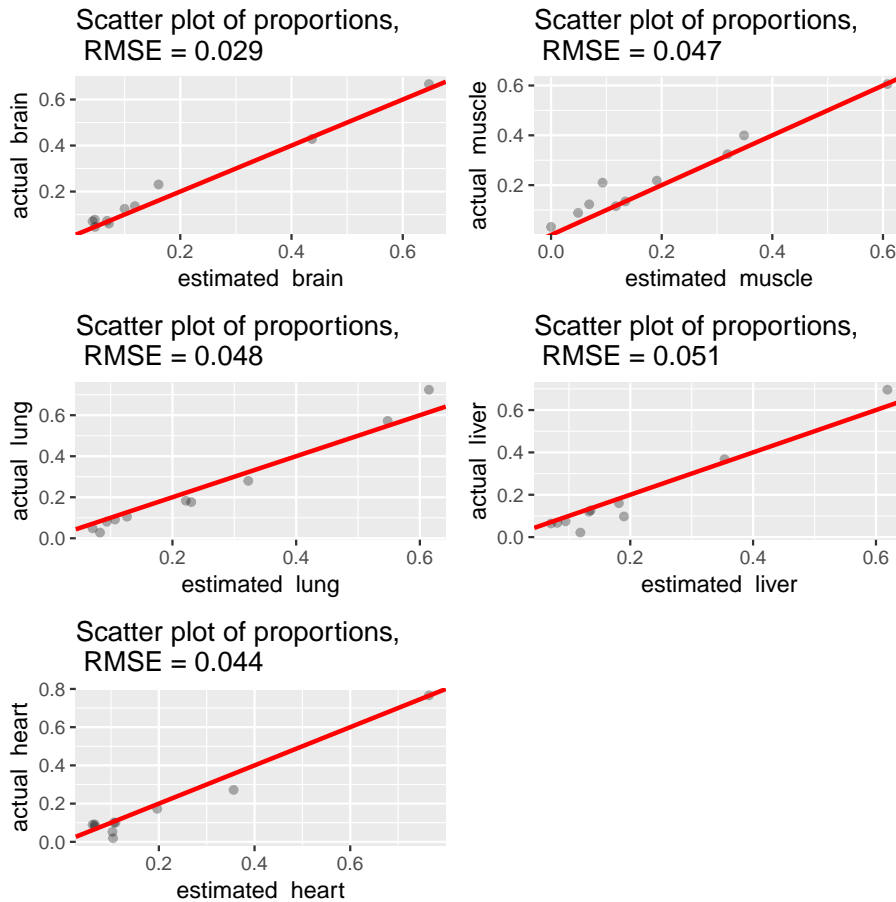 Scatter plot of proportions,
RMSE = 0.029
0.6
0.4
0.2
actual brain
0.2 0.4 0.6
estimated brain
Scatter plot of proportions,
RMSE = 0.047
0.6
0.4
0.2
actual muscle
0.0 0.2 0.4 0.6
estimated muscle
Scatter plot of proportions,
RMSE = 0.048
0.6
0.4
0.2
0.0
actual lung
0.2 0.4 0.6
estimated lung
Scatter plot of proportions,
RMSE = 0.051
0.6
0.4
0.2
0.0
actual liver
0.2 0.4 0.6
estimated liver
Scatter plot of proportions,
RMSE = 0.044
0.8
0.6
0.4
0.2
0.0
actual heart
0.2 0.4 0.6
estimated heart